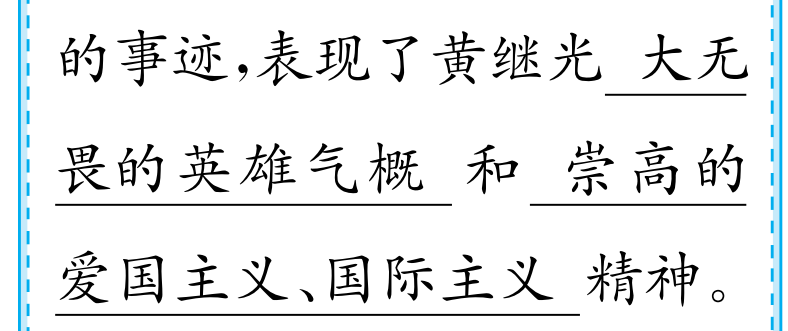 的事迹,表现了黄继光 大无
畏的英雄气概 和 崇高的
爱国主义、国际主义 精神。